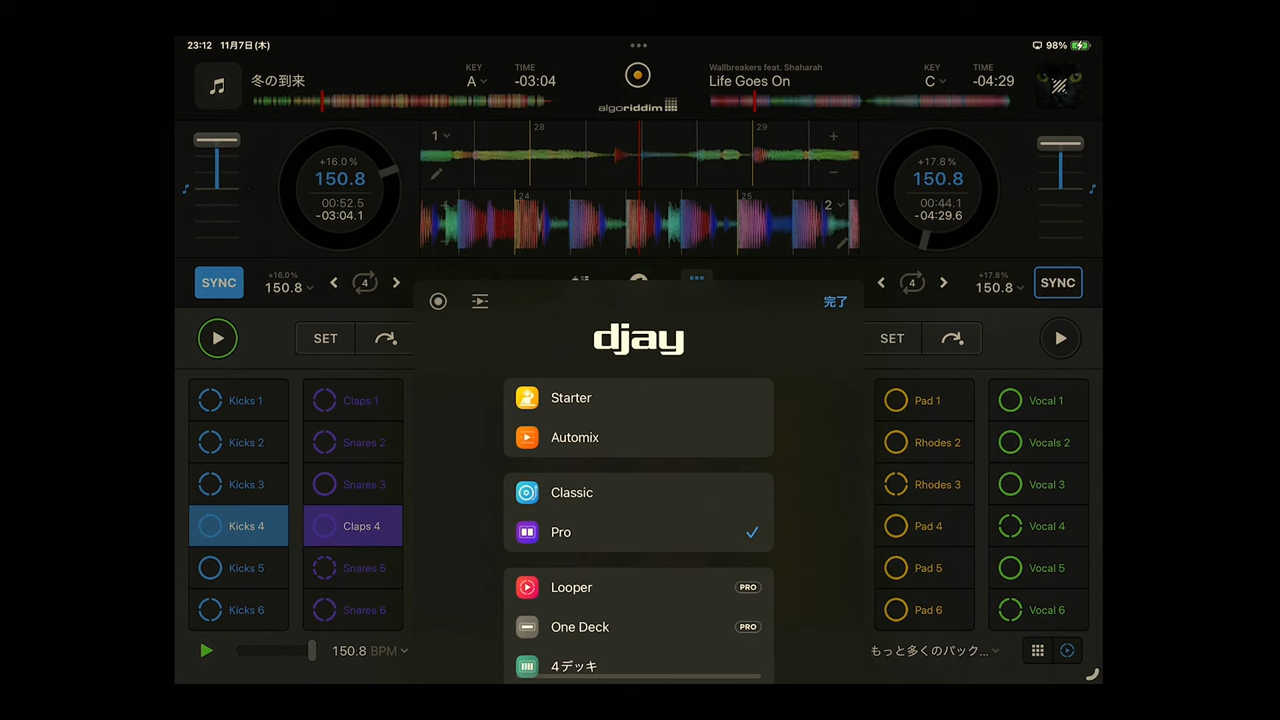 23:12 11月7日(木)
98%
冬の到来
KEY
A
TIME
-03:04
algoriddim
Wallbreakers feat. Shaharah
Life Goes On
KEY
C
TIME
-04:29
+16.0%
150.8
00:52.5
-03:04.1
1
28
29
24
25
2
+17.8%
150.8
00:44.1
-04:29.6
SYNC
+16.0%
150.8
4
4
+17.8%
150.8
SYNC
完了
SET
djay
SET
Starter
Automix
Classic
Pro
Looper PRO
One Deck PRO
4デッキ
Kicks 1
Claps 1
Kicks 2
Snares 2
Kicks 3
Snares 3
Kicks 4
Claps 4
Kicks 5
Snares 5
Kicks 6
Snares 6
Pad 1
Vocal 1
Rhodes 2
Vocals 2
Rhodes 3
Vocal 3
Pad 4
Vocal 4
Pad 5
Vocal 5
Pad 6
Vocal 6
150.8 BPM
もっと多くのパック...